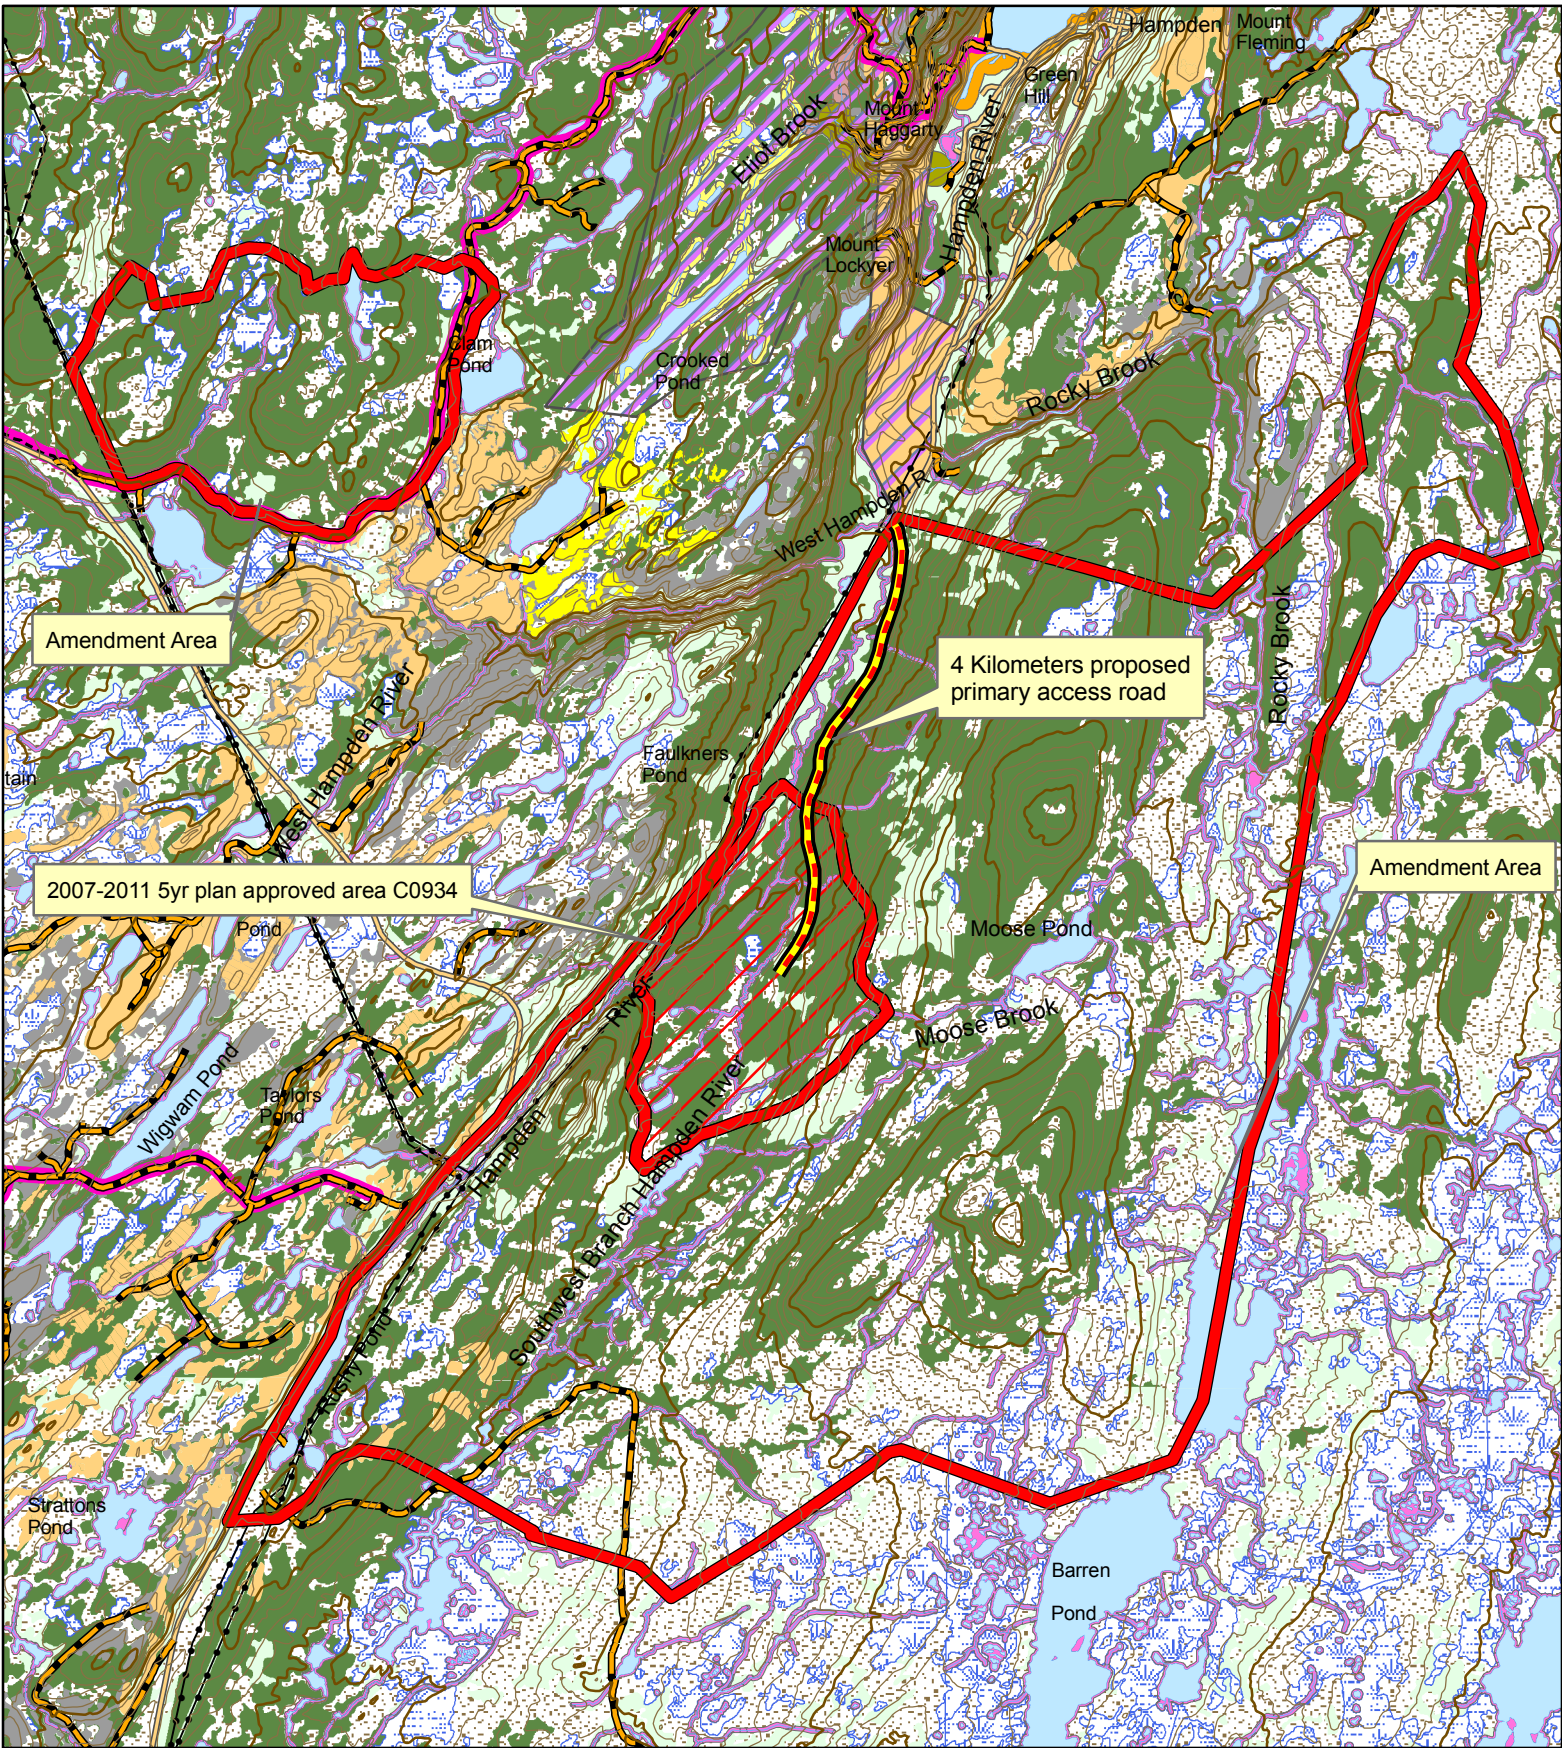 Hampden
Mount
Fleming
Green
Hill
Eliot Brook
Mount
Haggarty
Hampden River
Mount
Lockyer
Clam
Pond
Crooked
Pond
Rocky Brook
West Hampden R
Amendment Area
4 Kilometers proposed
primary access road
Rocky Brook
West Hampden River
Faulkners
Pond
tain
2007-2011 5yr plan approved area C0934
Amendment Area
Pond
Moose Pond
River
Moose Brook
Wigwam Pond
Taylors
Pond
Hampden
Southwest Branch Hampden River
Rushy Pond
Strattons
Pond
Barren
Pond